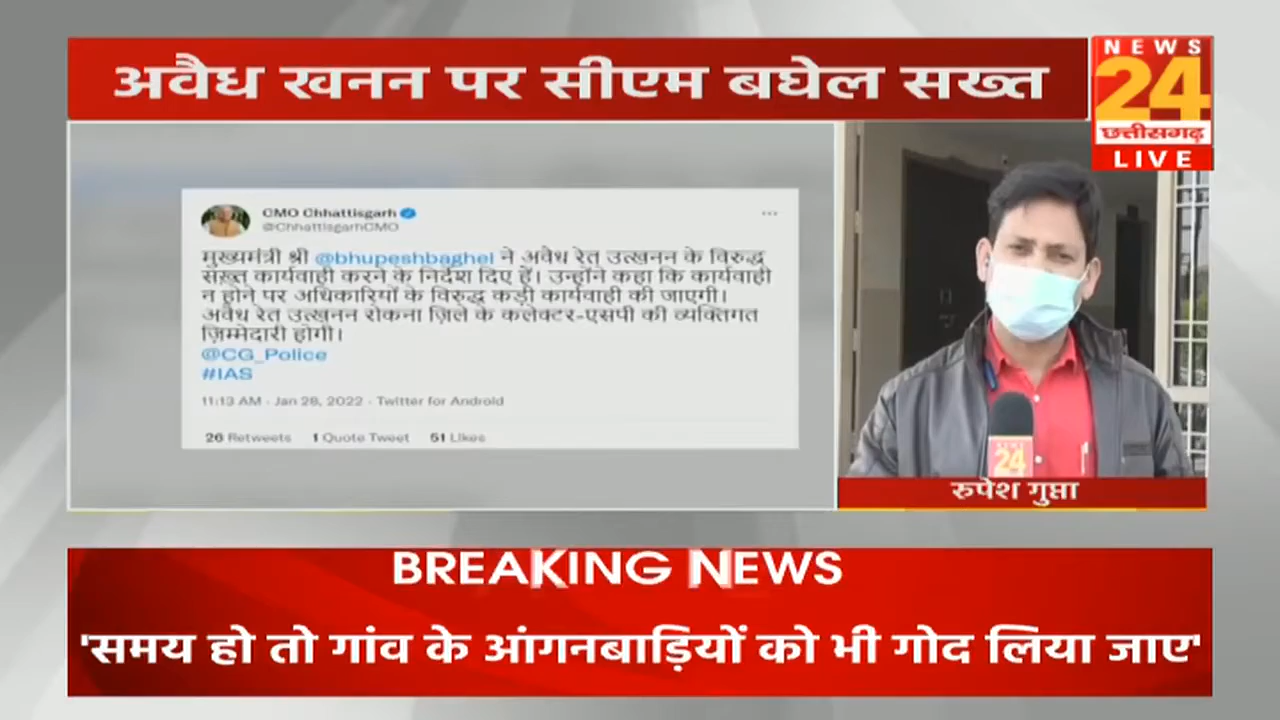 अवैध खनन पर सीएम बघेल सख्त
NEWS
24
छत्तीसगढ़
LIVE
CMO Chhattisgarh
@ChhattisgarhCMO
मुख्यमंत्री श्री @bhupeshbaghel ने अवैध रेत उत्खनन के विरुद्ध
सख़्त कार्यवाही करने के निर्देश दिए हैं। उन्होंने कहा कि कार्यवाही
न होने पर अधिकारियों के विरुद्ध कड़ी कार्यवाही की जाएगी।
अवैध रेत उत्खनन रोकना ज़िले के कलेक्टर-एसपी की व्यक्तिगत
ज़िम्मेदारी होगी।
@CG_Police
#IAS
11:13 AM · Jan 28, 2022 · Twitter for Android
26 Retweets 1 Quote Tweet 51 Likes
NEWS
24
रुपेश गुप्ता
BREAKING NEWS
'समय हो तो गांव के आंगनबाड़ियों को भी गोद लिया जाए'